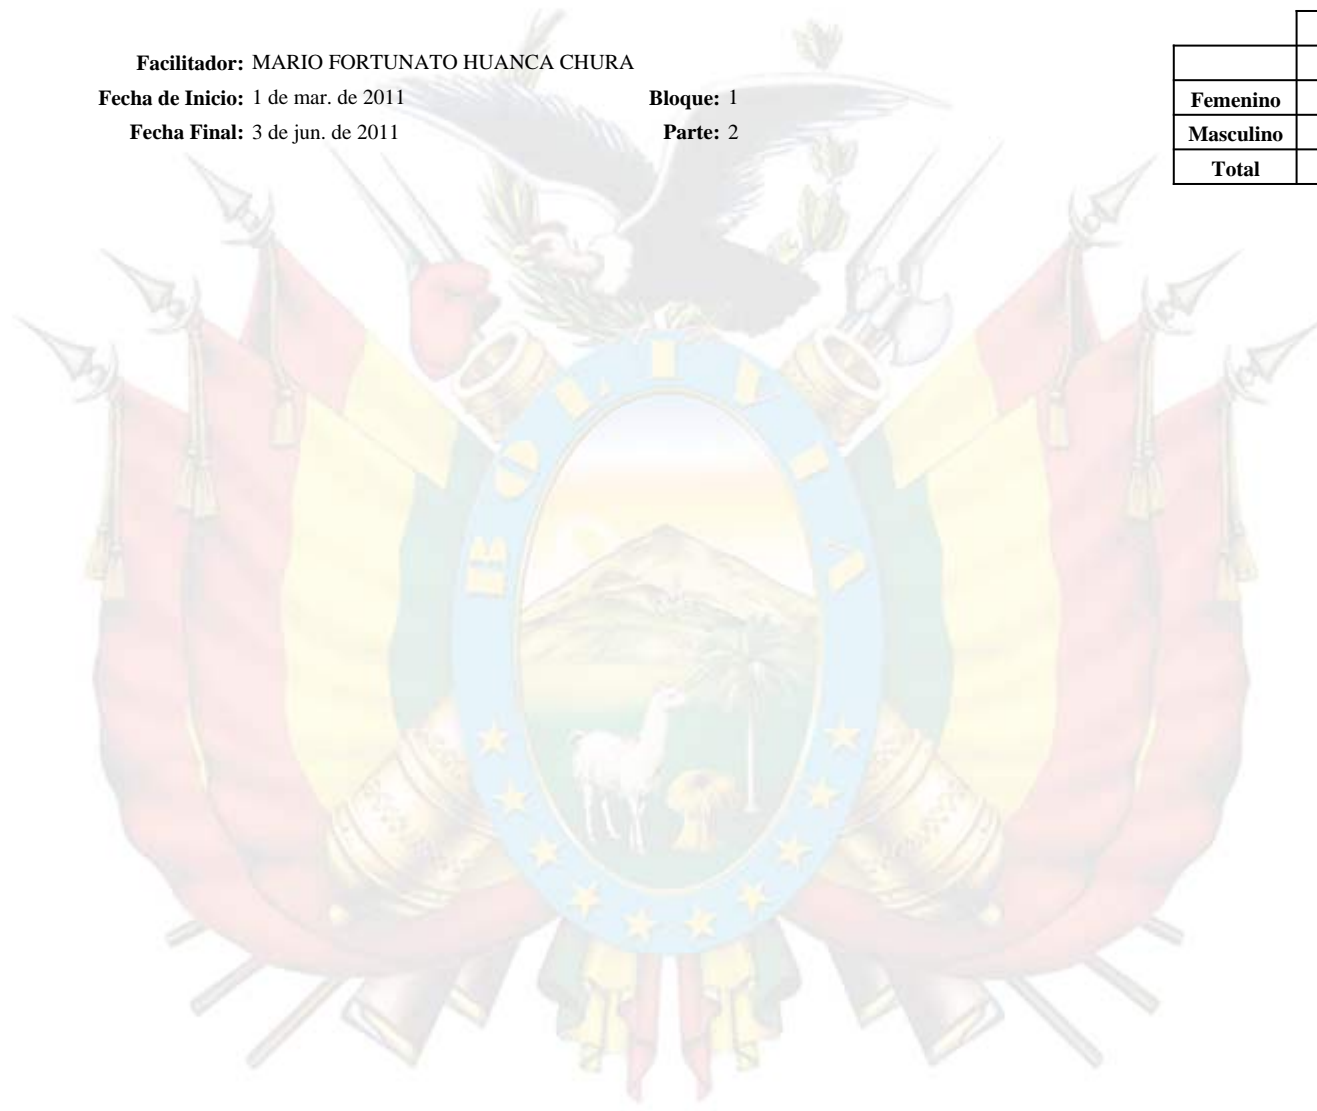 Facilitador: MARIO FORTUNATO HUANCA CHURA
Fecha de Inicio: 1 de mar. de 2011 Bloque: 1
Fecha Final: 3 de jun. de 2011 Parte: 2
Femenino
Masculino
Total
BOLIVIA